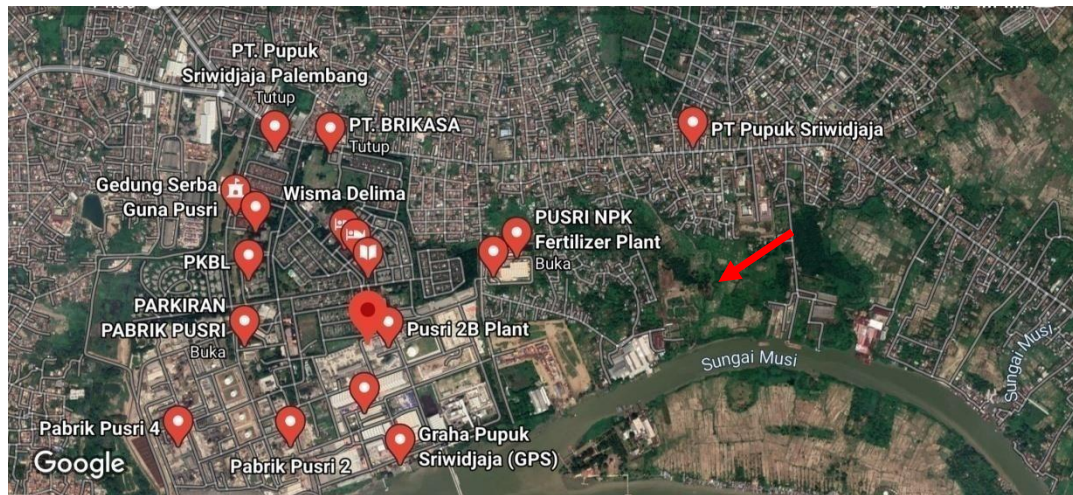 PT. Pupuk
Sriwidjaja Palembang
Tutup
PT. BRIKASA
Tutup
PT Pupuk Sriwidjaja
Gedung Serba
Guna Pusri
Wisma Delima
PUSRI NPK
Fertilizer Plant
Buka
PKBL
PARKIRAN
PABRIK PUSRI
Buka
Pusri 2B Plant
Sungai Musi
Sungai Musi
Pabrik Pusri 4
Pabrik Pusri 2
Graha Pupuk
Sriwidjaja (GPS)
Google